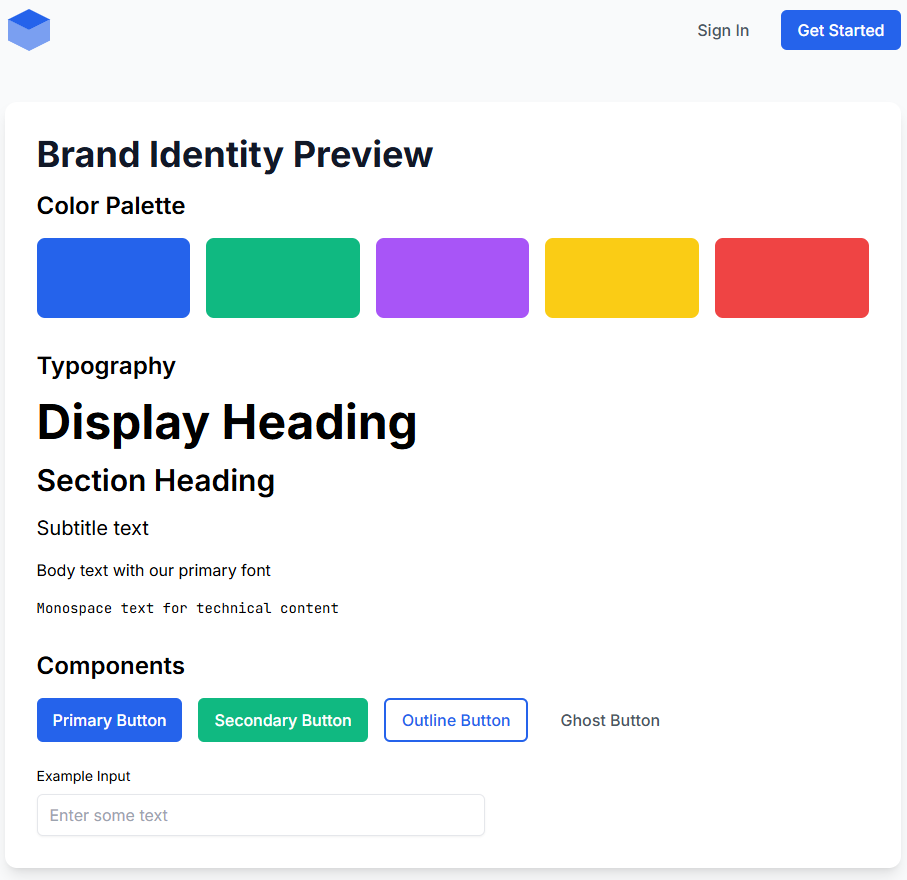 Sign In
Get Started
Brand Identity Preview
Color Palette
Typography
Display Heading
Section Heading
Subtitle text
Body text with our primary font
Monospace text for technical content
Components
Primary Button
Secondary Button
Outline Button
Ghost Button
Example Input
Enter some text